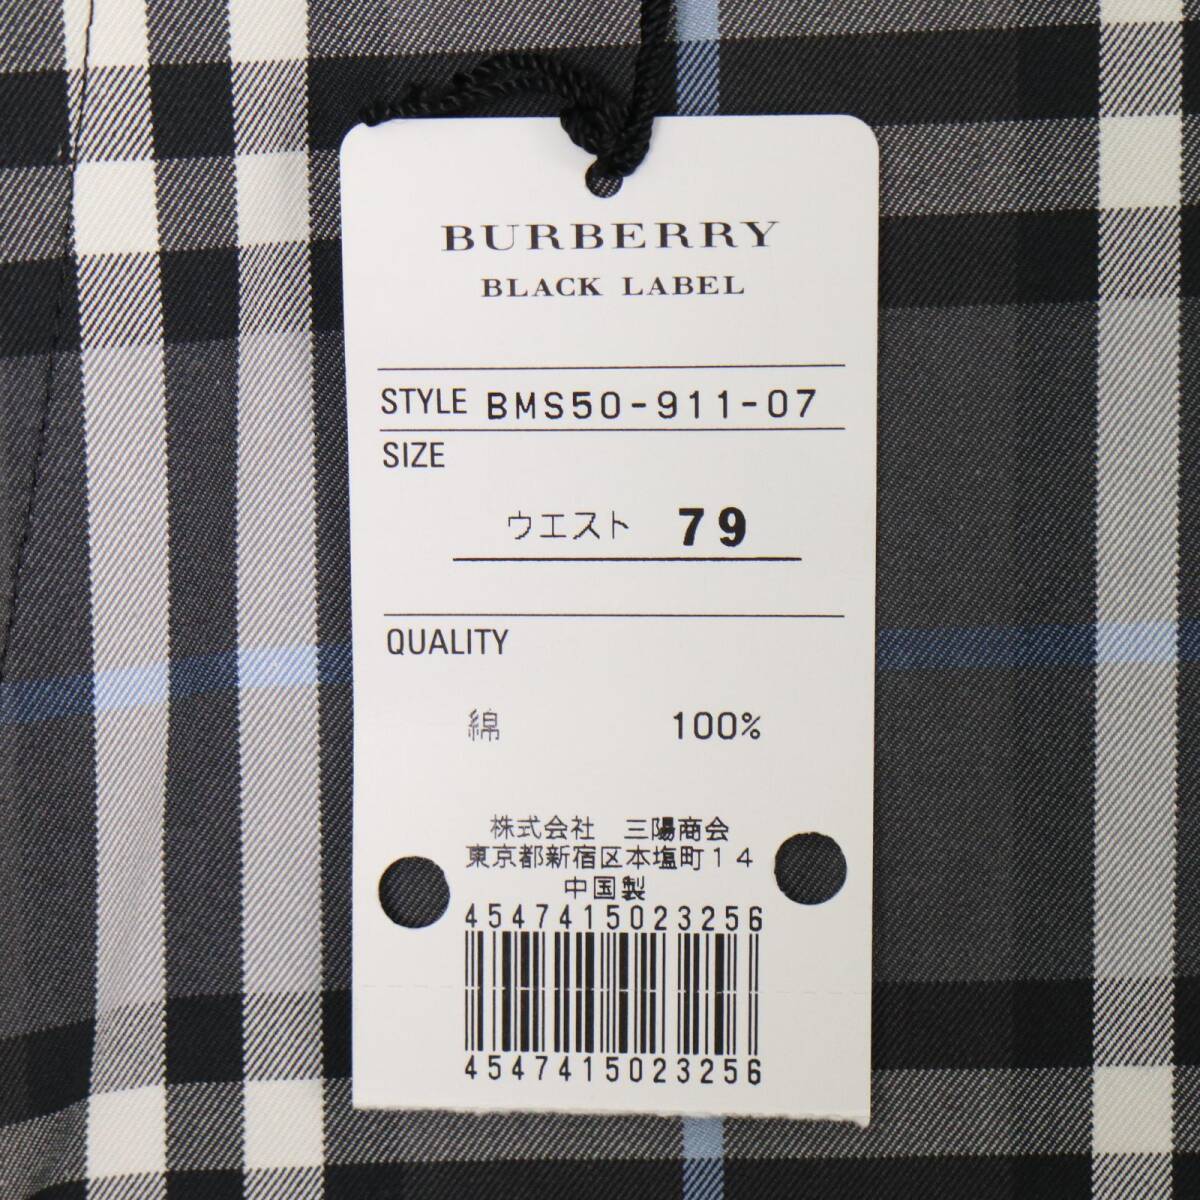 BURBERRY
BLACK LABEL
STYLE BMS50-911-07
SIZE
ウエスト 79
QUALITY
綿 100%
株式会社 三陽商会
東京都新宿区本塩町14
中国製
4547415023256
4547415023256